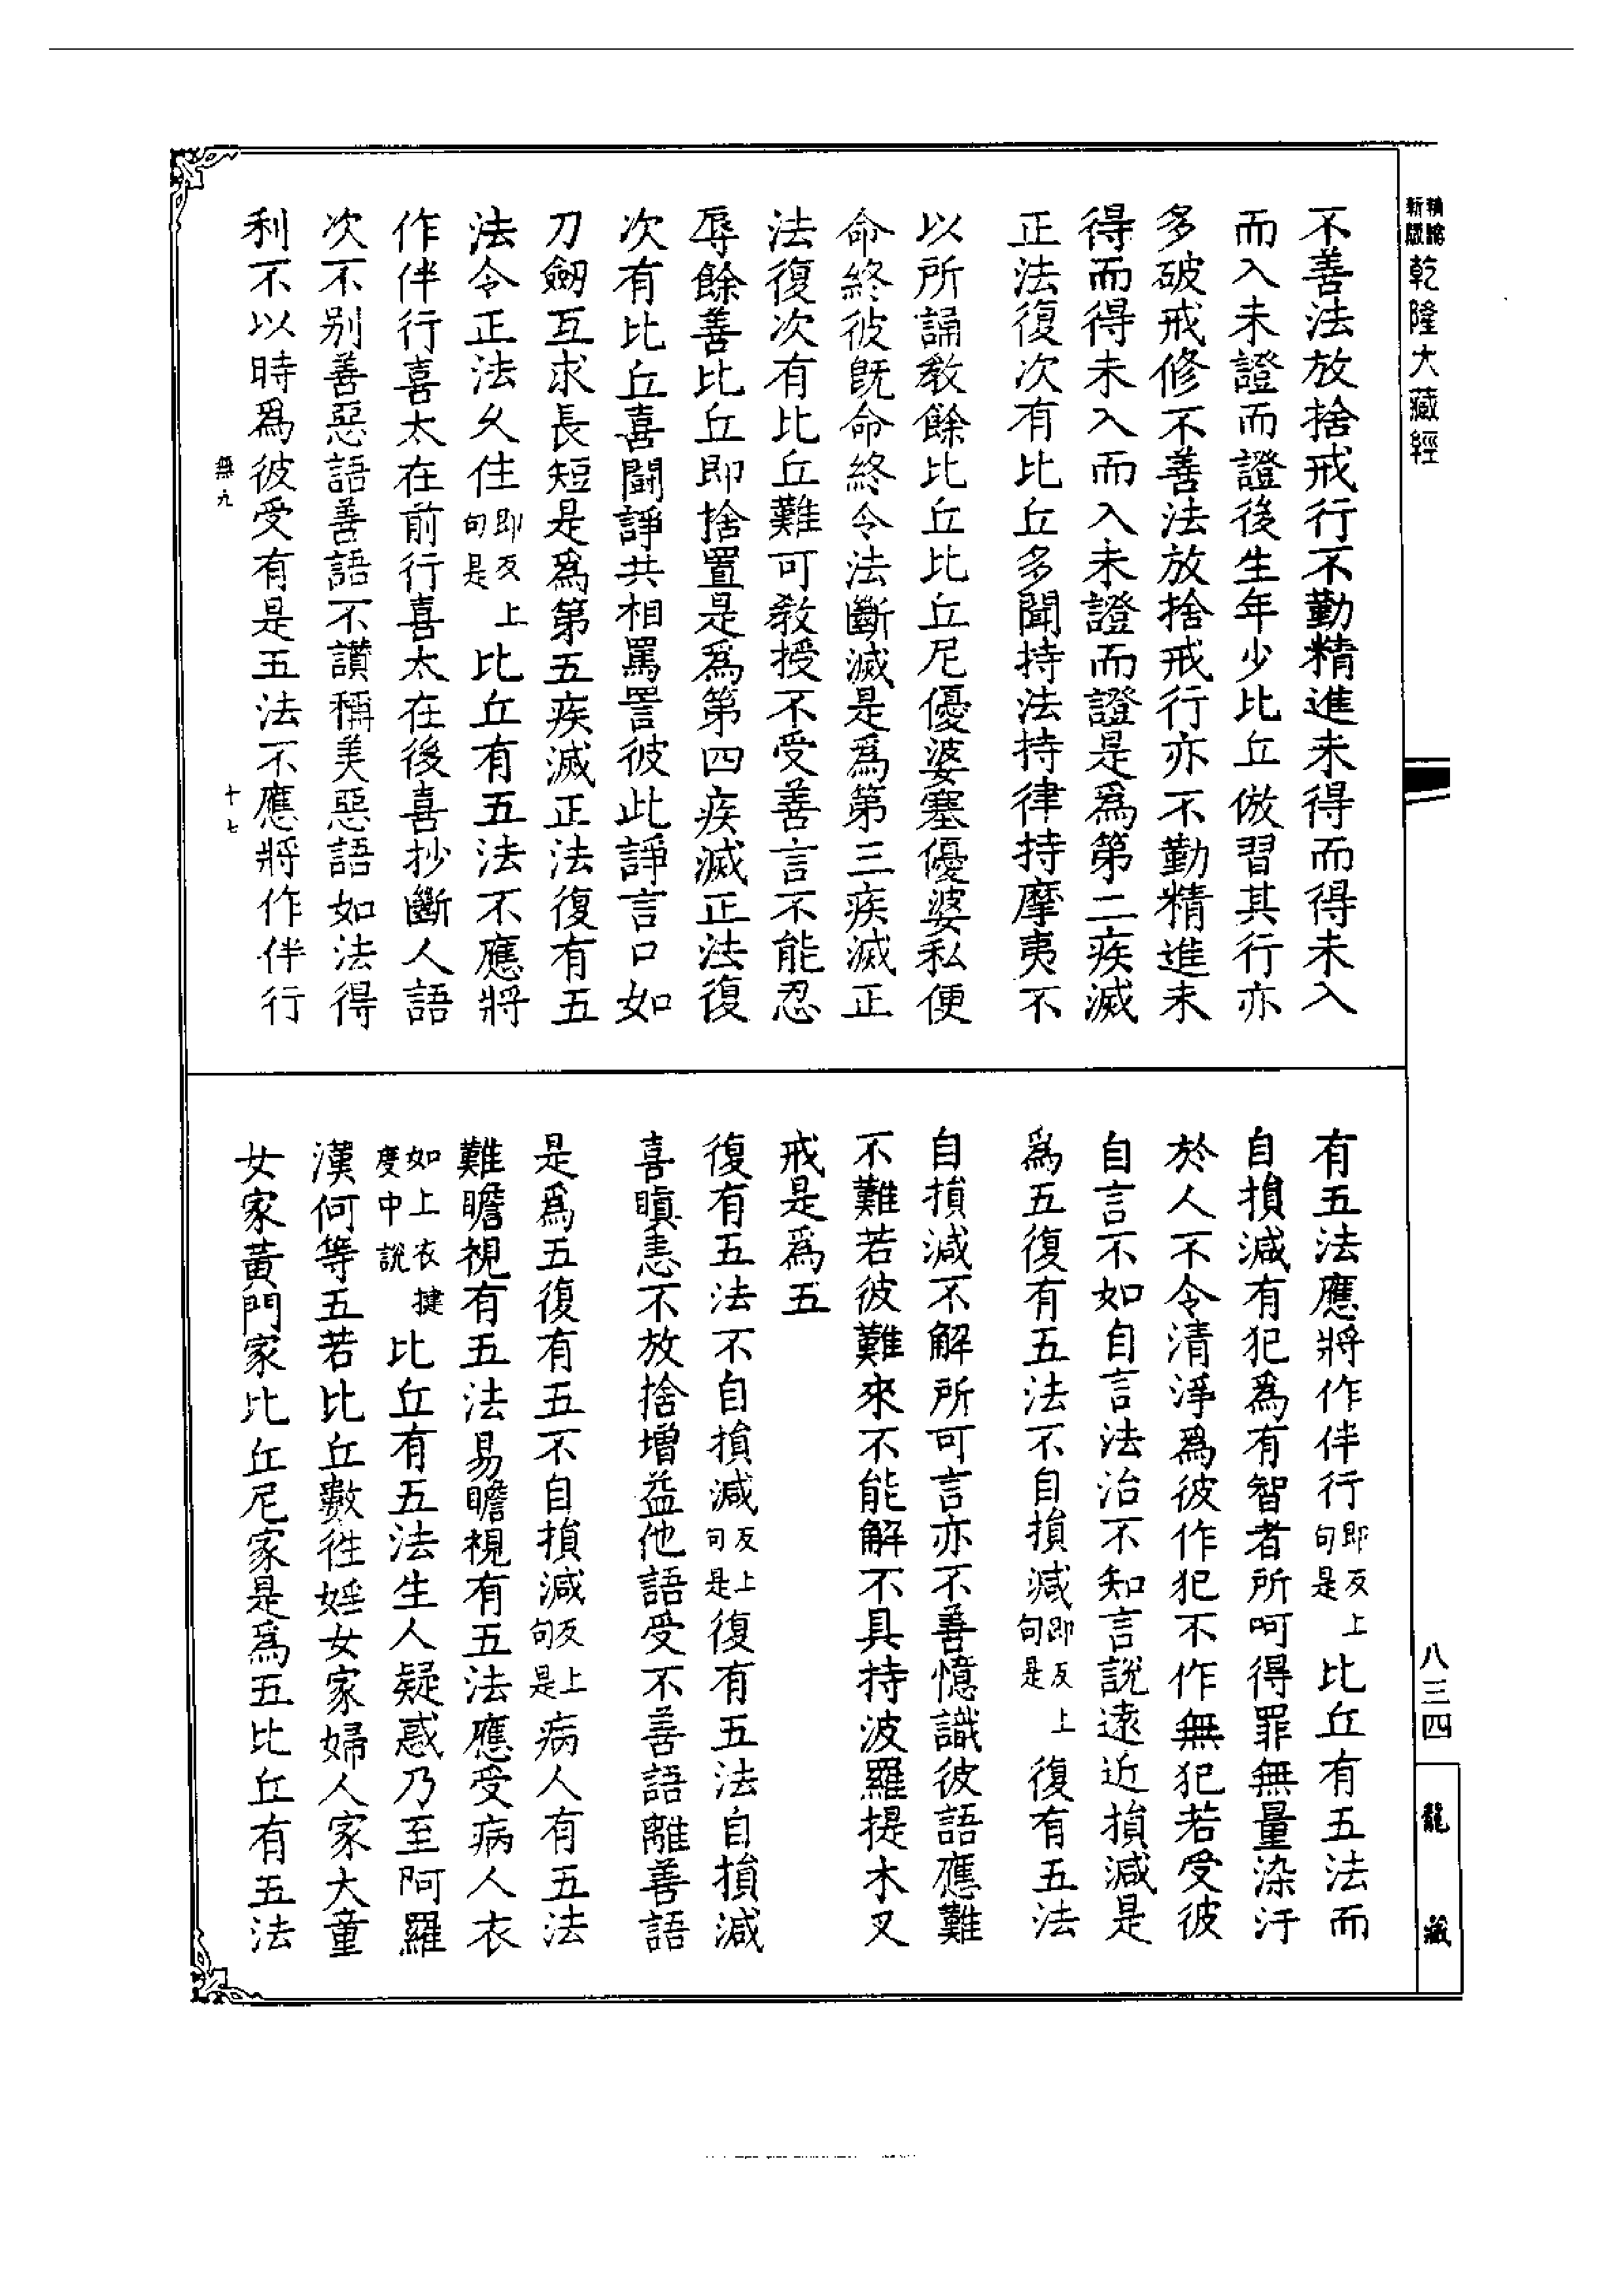 新版精縮乾隆大藏經
不善法放捨戒行不勤精進未得而得未入
而入未證而證後生年少比丘倣習其行亦
多破戒修不善法放捨戒行亦不勤精進未
得而得未入而入未證而證是爲第二疾滅
正法復次有比丘多聞持法持律持摩夷不
以所誦教餘比丘比丘尼優婆塞優婆私便
命終彼旣命終令法斷滅是爲第三疾滅正
法復次有比丘難可教授不受善言不能忍
辱餘善比丘即捨置是爲第四疾滅正法復
次有比丘喜鬪諍共相罵詈彼此諍言口如
刀劒互求長短是爲第五疾滅正法復有五
法令正法久住即反上句是比丘有五法不應將
作伴行喜太在前行喜太在後喜抄斷人語
次不別善惡語善語不讚稱美惡語如法得
利不以時爲彼受有是五法不應將作伴行
無九 十七
有五法應將作伴行即反上句是比丘有五法而
自損減有犯爲有智者所呵得罪無量染汙
於人不令清淨爲彼作犯不作無犯若受彼
自言不如自言法治不知言說遠近損減是
爲五復有五法不自損減即反上句是復有五法
自損減不解所可言亦不善憶識彼語應難
不難若彼難來不能解不具持波羅提木叉
戒是爲五
復有五法不自損減反上句是復有五法自損減
喜瞋恚不放捨增益他語受不善語離善語
是爲五復有五不自損減反上句是病人有五法
難瞻視有五法易瞻視有五法應受病人衣
如上衣揵度中說比丘有五法生人疑惑乃至阿羅
漢何等五若比丘數往婬女家婦人家大童
女家黃門家比丘尼家是爲五比丘有五法
八三四
龍藏